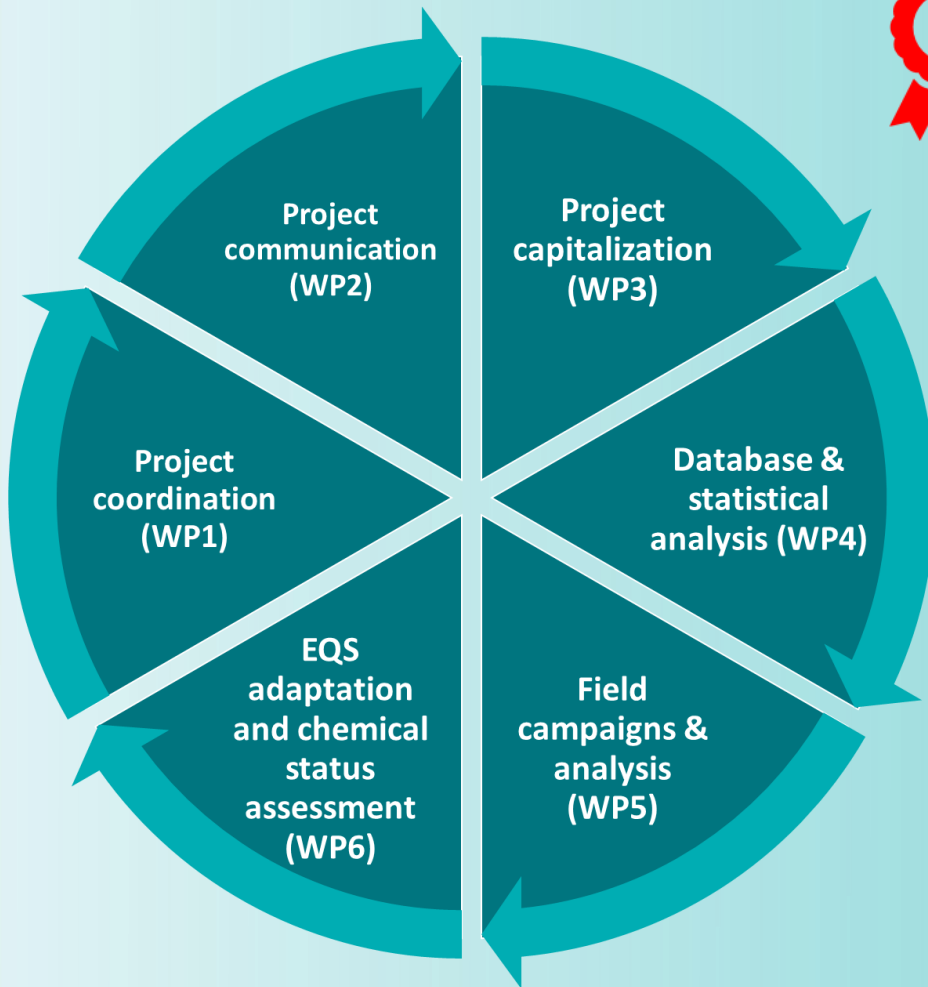 Project
communication
(WP2)
Project
capitalization
(WP3)
Project
coordination
(WP1)
Database &
statistical
analysis (WP4)
EQS
adaptation
and chemical
status
assessment
(WP6)
Field
campaigns &
analysis
(WP5)